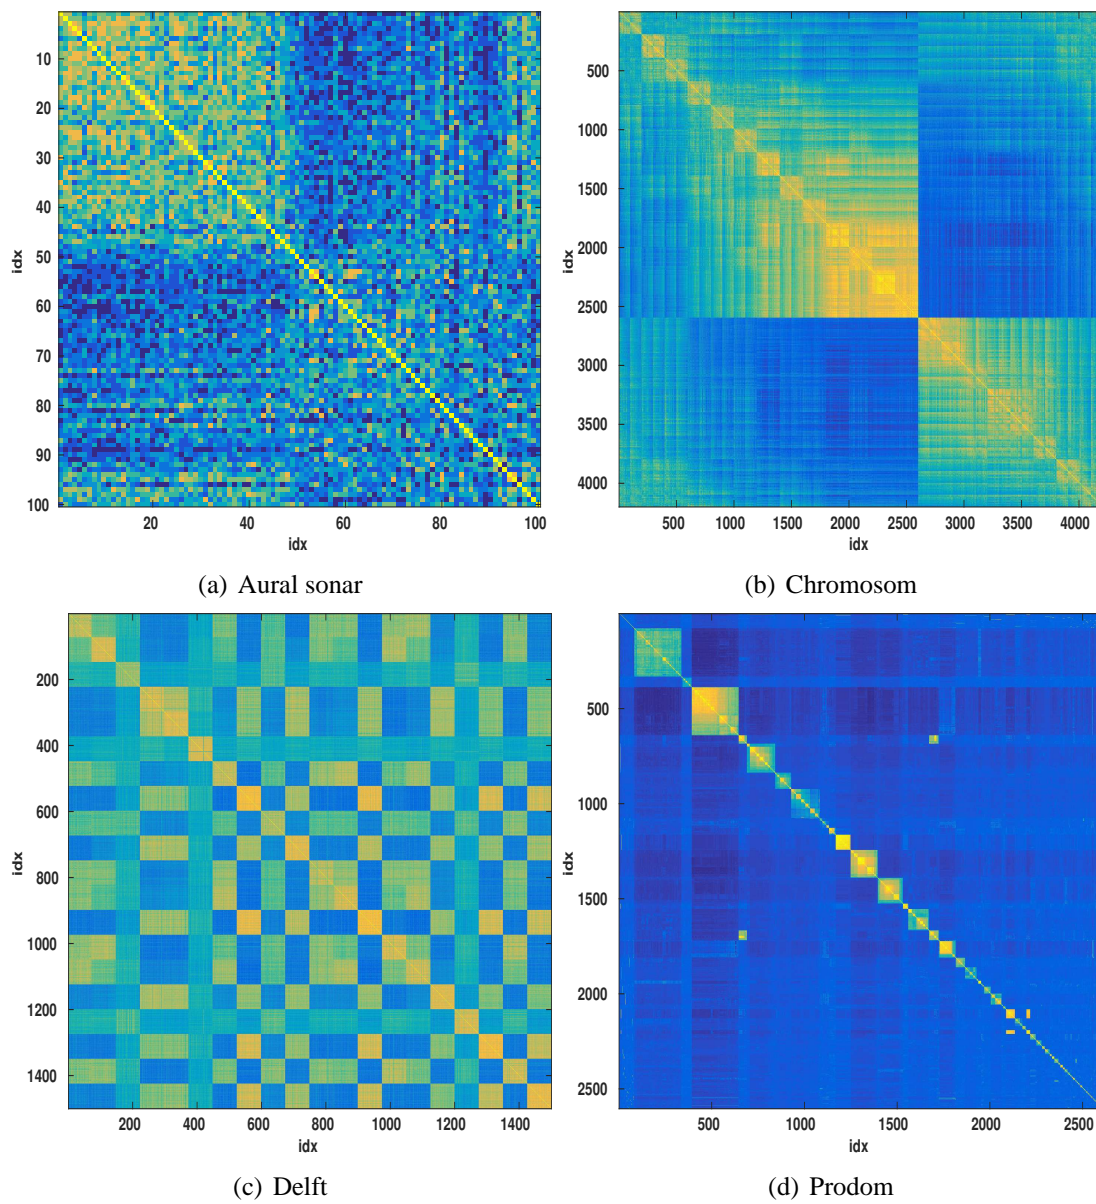 10
20
30
40
50
60
70
80
90
100
idx
20
40
60
80
100
idx
(a) Aural sonar
500
1000
1500
2000
2500
3000
3500
4000
idx
500 1000 1500 2000 2500 3000 3500 4000
idx
(b) Chromosom
200
400
600
800
1000
1200
1400
idx
200 400 600 800 1000 1200 1400
idx
(c) Delft
500
1000
1500
2000
2500
idx
500 1000 1500 2000 2500
idx
(d) Prodom